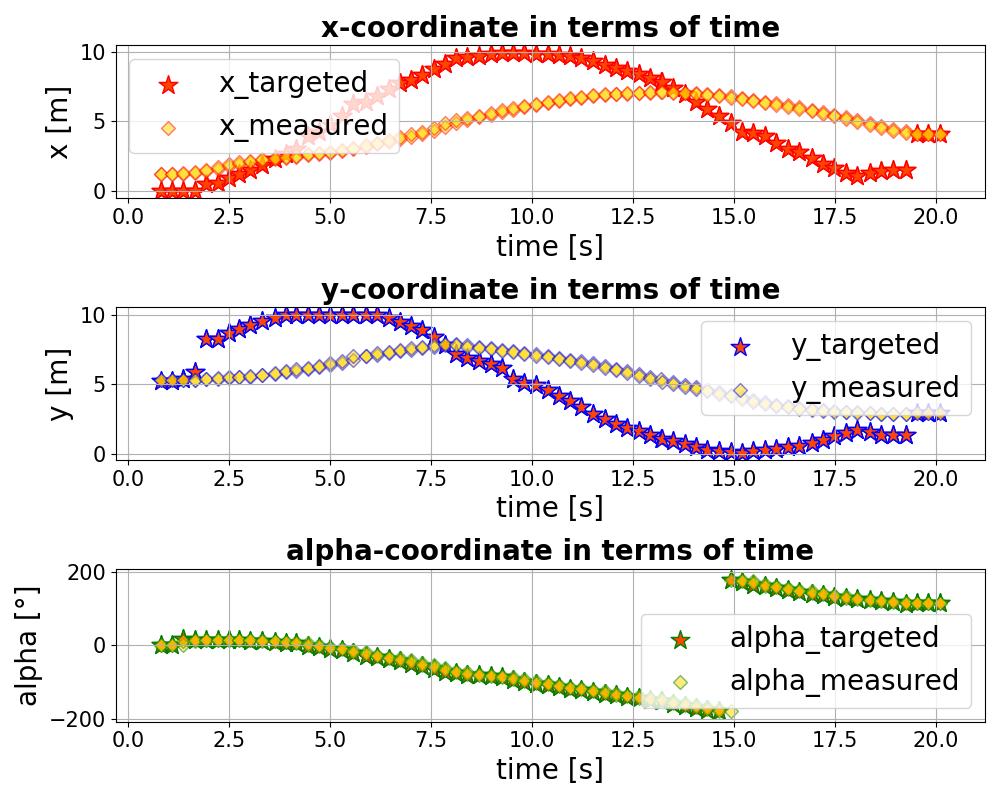 x-coordinate in terms of time
x [m]
10
5
0
x_targeted
x_measured
0.0 2.5 5.0 7.5 10.0 12.5 15.0 17.5 20.0
time [s]
y-coordinate in terms of time
y [m]
10
5
0
y_targeted
y_measured
0.0 2.5 5.0 7.5 10.0 12.5 15.0 17.5 20.0
time [s]
alpha-coordinate in terms of time
alpha [°]
200
0
−200
alpha_targeted
alpha_measured
0.0 2.5 5.0 7.5 10.0 12.5 15.0 17.5 20.0
time [s]